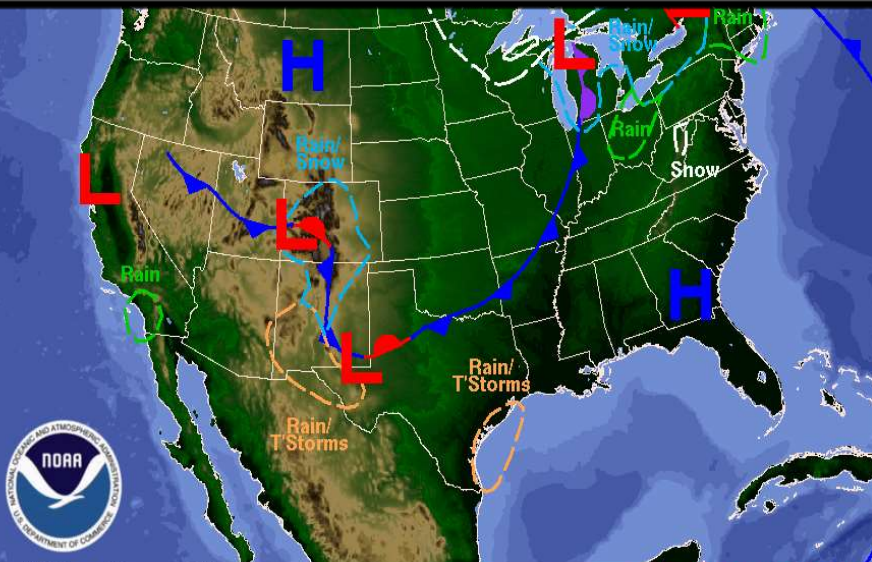 Rain
Rain/
Snow
L
L
H
Rain
Snow
Rain/
Snow
L
L
Rain
H
L
Rain/
T'Storms
Rain/
T'Storms
NOAA
NATIONAL OCEANIC AND ATMOSPHERIC ADMINISTRATION
U.S. DEPARTMENT OF COMMERCE